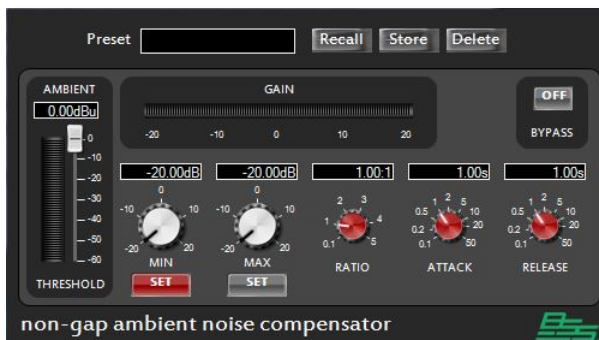 Preset Recall Store Delete
AMBIENT GAIN OFF
0.00dBu
-20 -10 0 10 20 BYPASS
0
-10
-20
-30
-40
-50
-60
THRESHOLD
-20.00dB -20.00dB 1.00:1 1.00s 1.00s
-20 -10 0 10 20
MIN
SET
-20 -10 0 10 20
MAX
SET
0.1 1 2 3 4 5
RATIO
0.1 0.2 0.5 1 2 5 10 20 50
ATTACK
0.1 0.2 0.5 1 2 5 10 20 50
RELEASE
non-gap ambient noise compensator
BSS